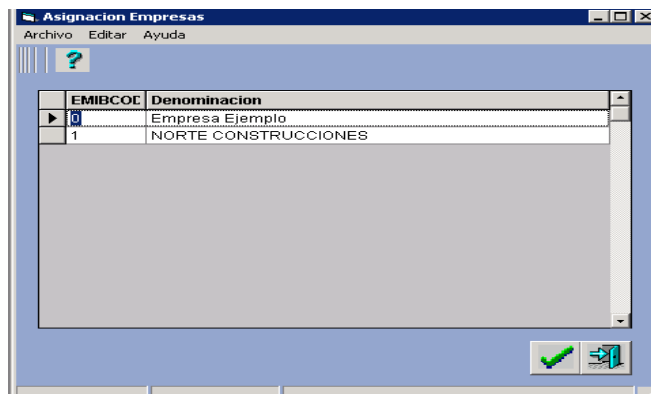 Asignacion Empresas
Archivo Editar Ayuda
?
EMIBCOD Denominacion
0 Empresa Ejemplo
1 NORTE CONSTRUCCIONES